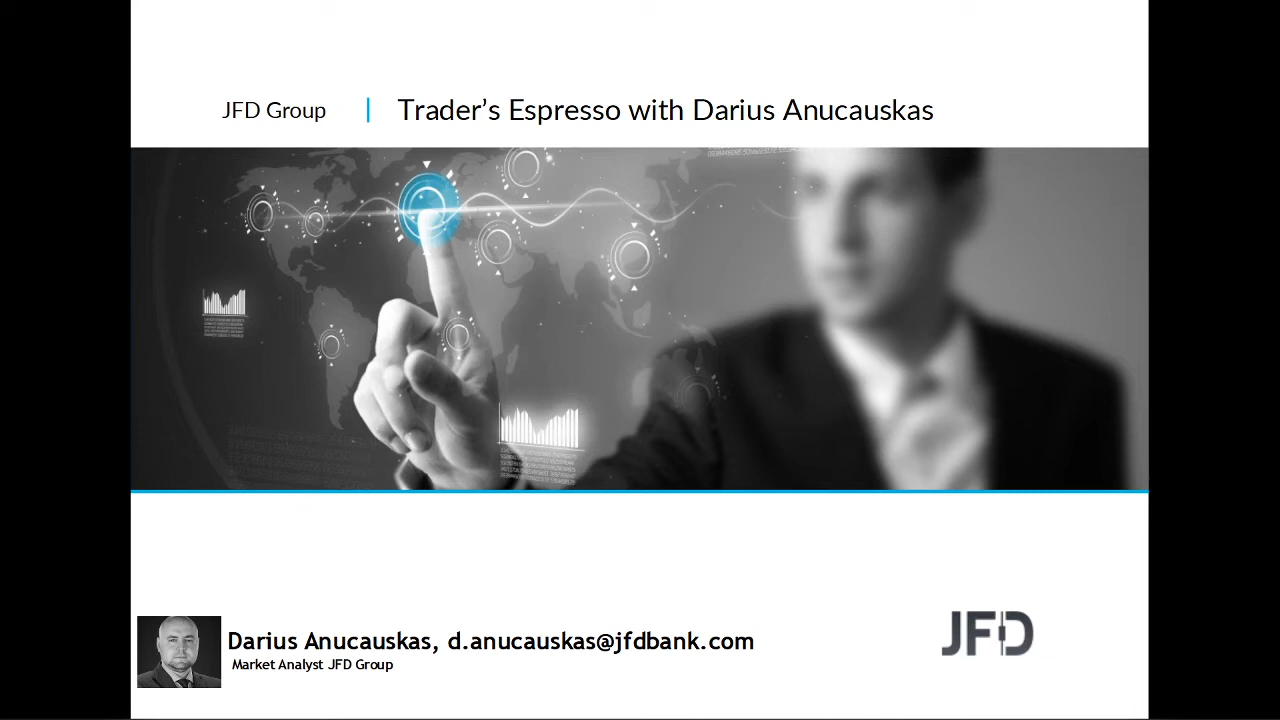 JFD Group | Trader’s Espresso with Darius Anucauskas
Darius Anucauskas, d.anucauskas@jfdbank.com
Market Analyst JFD Group
JFD